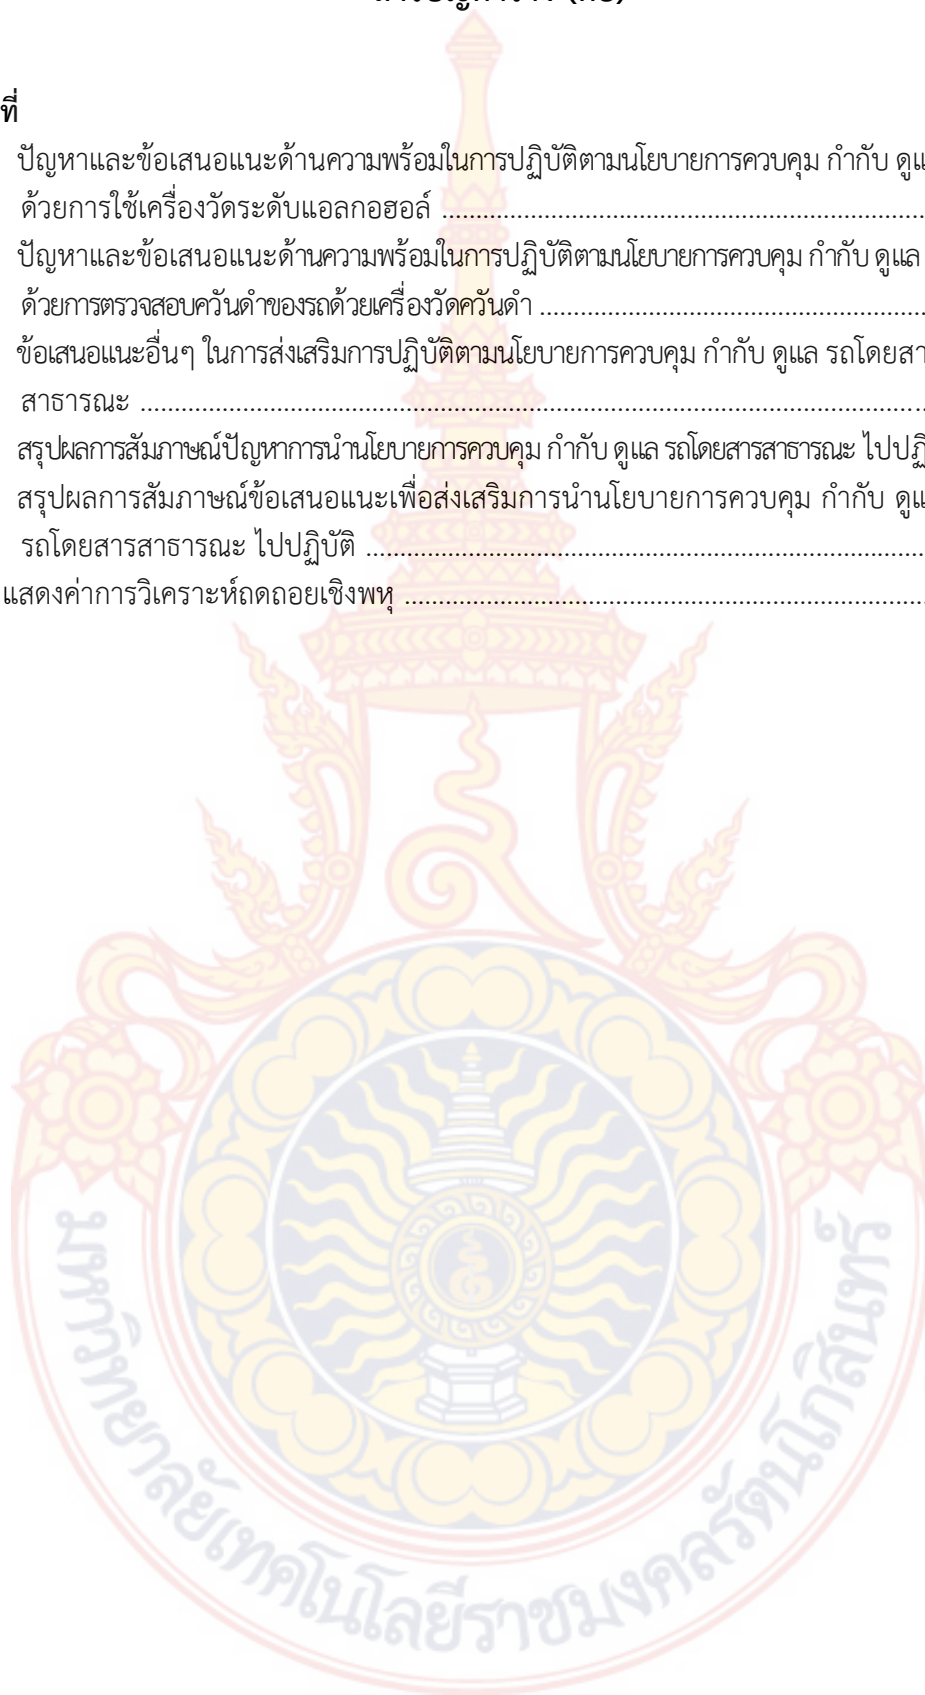 ที่
ปัญหาและข้อเสนอแนะด้านความพร้อมในการปฏิบัติตามนโยบายการควบคุม กำกับ
ด้วยการใช้เครื่องวัดระดับแอลกอฮอล์ ......................................................................
ปัญหาและข้อเสนอแนะด้านความพร้อมในการปฏิบัติตามนโยบายการควบคุม กำกับ ดูแล
ด้วยการตรวจสอบควันดำของรถด้วยเครื่องวัดควันดำ ........................................................
ข้อเสนอแนะอื่นๆ ในการส่งเสริมการปฏิบัติตามนโยบายการควบคุม กำกับ ดูแล
สาธารณะ ..................................................................................................................
สรุปผลการสัมภาษณ์ปัญหาการนำนโยบายการควบคุม กำกับ ดูแล รถโดยสารสาธารณะ
สรุปผลการสัมภาษณ์ข้อเสนอแนะเพื่อส่งเสริมการนำนโยบายการควบคุม กำกับ
รถโดยสารสาธารณะ ไปปฏิบัติ .................................................................................
แสดงค่าการวิเคราะห์ถดถอยเชิงพหุ ...........................................................................
มหาวิทยาลัยเทคโนโลยีราชมงคลรัตนโกสินทร์